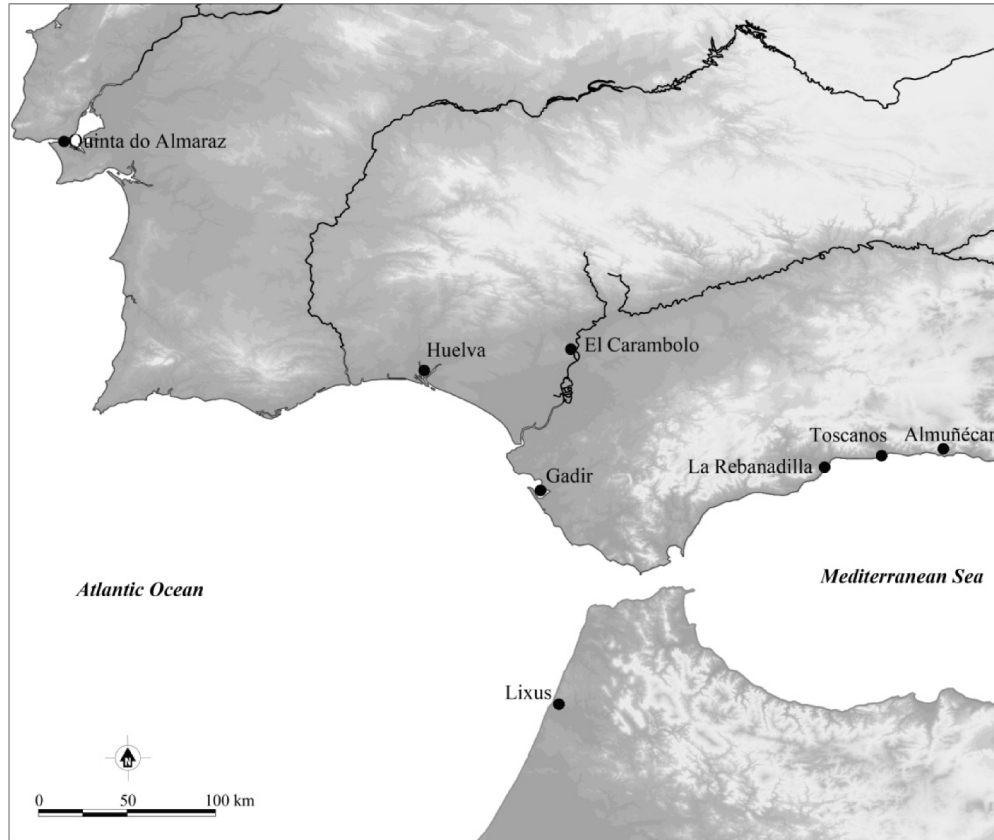 Quinta do Almaraz
Huelva
El Carambolo
Toscanos
Almuñécar
La Rebanadilla
Gadir
Atlantic Ocean
Mediterranean Sea
Lixus
N
0 50 100 km